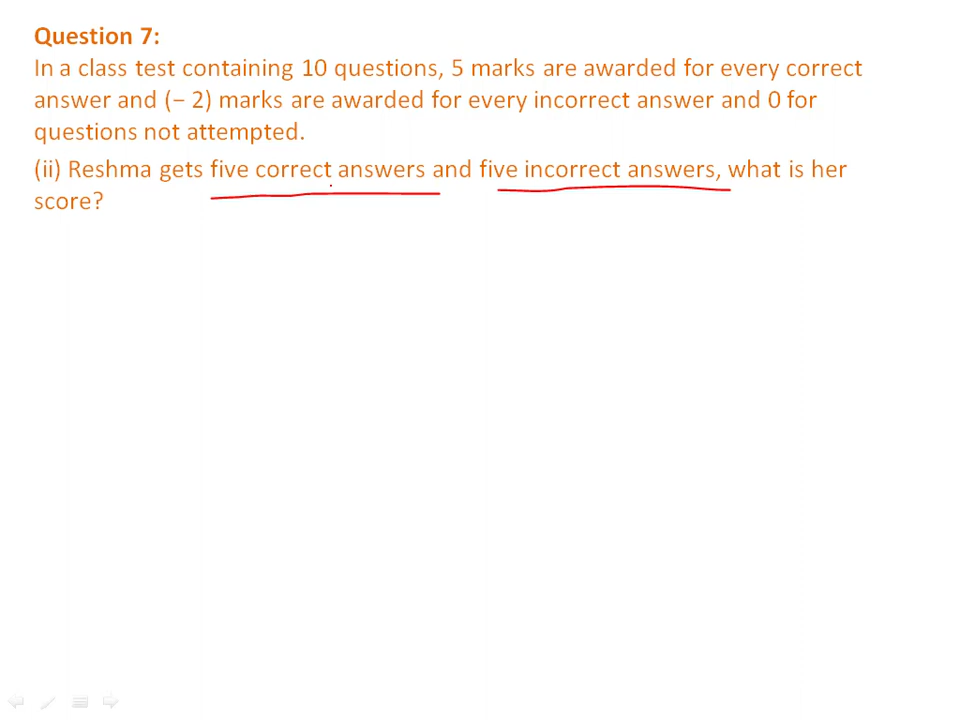 Question 7:
In a class test containing 10 questions, 5 marks are awarded for every correct
answer and (− 2) marks are awarded for every incorrect answer and 0 for
questions not attempted.
(ii) Reshma gets five correct answers and five incorrect answers, what is her
score?